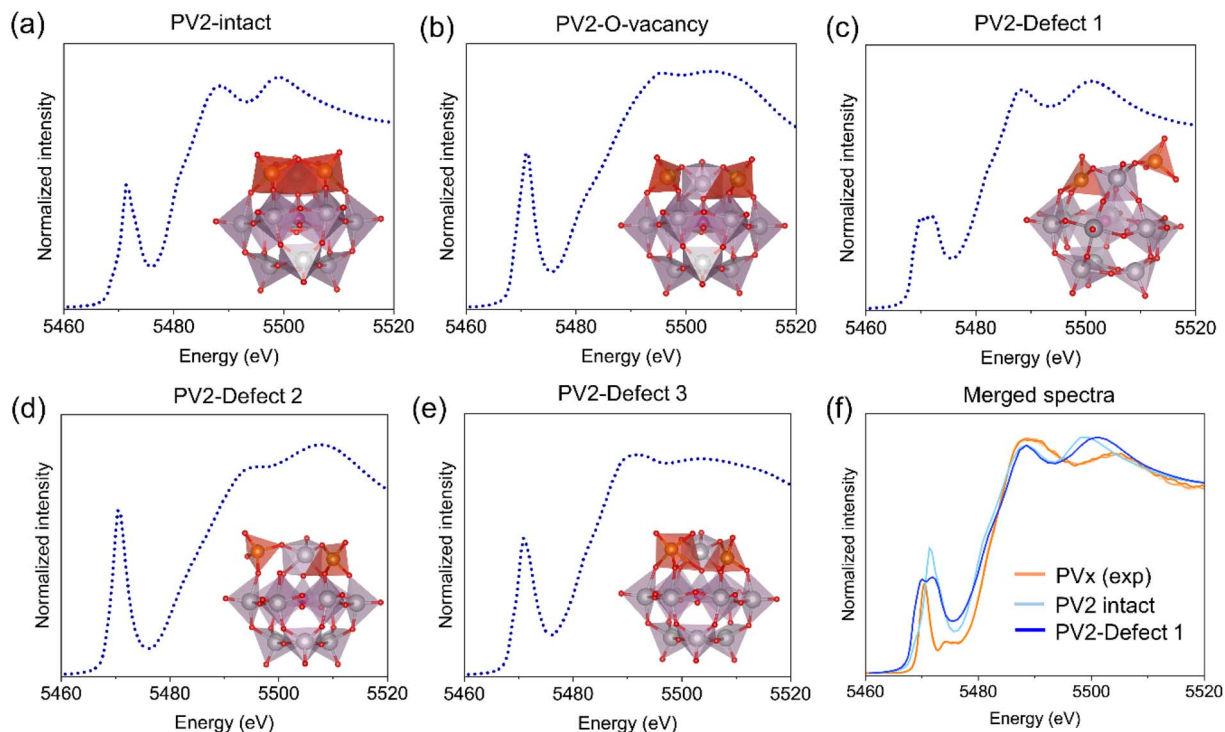 (a) PV2-intact
Normalized intensity
5460 5480 5500 5520
Energy (eV)
(b) PV2-O-vacancy
Normalized intensity
5460 5480 5500 5520
Energy (eV)
(c) PV2-Defect 1
Normalized intensity
5460 5480 5500 5520
Energy (eV)
(d) PV2-Defect 2
Normalized intensity
5460 5480 5500 5520
Energy (eV)
(e) PV2-Defect 3
Normalized intensity
5460 5480 5500 5520
Energy (eV)
(f) Merged spectra
Normalized intensity
PVx (exp)
PV2 intact
PV2-Defect 1
5460 5480 5500 5520
Energy (eV)